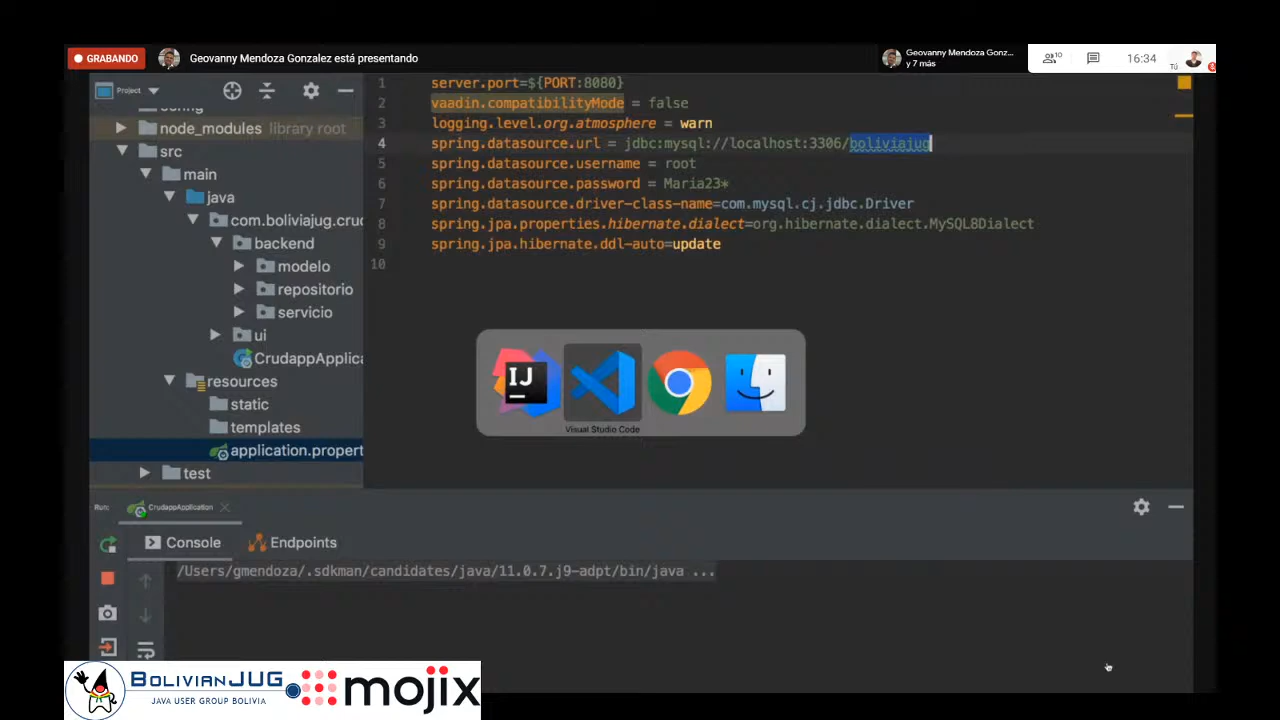 GRABANDO
Geovanny Mendoza Gonzalez está presentando
Geovanny Mendoza Gonz...
y 7 más
10
16:34
Tú
Project
node_modules library root
src
main
java
com.boliviajug.crud
backend
modelo
repositorio
servicio
ui
CrudappApplica
resources
static
templates
application.propert
test
1 server.port=${PORT:8080}
2 vaadin.compatibilityMode = false
3 logging.level.org.atmosphere = warn
4 spring.datasource.url = jdbc:mysql://localhost:3306/boliviajug
5 spring.datasource.username = root
6 spring.datasource.password = Maria23*
7 spring.datasource.driver-class-name=com.mysql.cj.jdbc.Driver
8 spring.jpa.properties.hibernate.dialect=org.hibernate.dialect.MySQL8Dialect
9 spring.jpa.hibernate.ddl-auto=update
10
IJ
Visual Studio Code
Run: CrudappApplication
Console Endpoints
/Users/gmendoza/.sdkman/candidates/java/11.0.7.j9-adpt/bin/java ...
BOLIVIANJUG
JAVA USER GROUP BOLIVIA
mojix